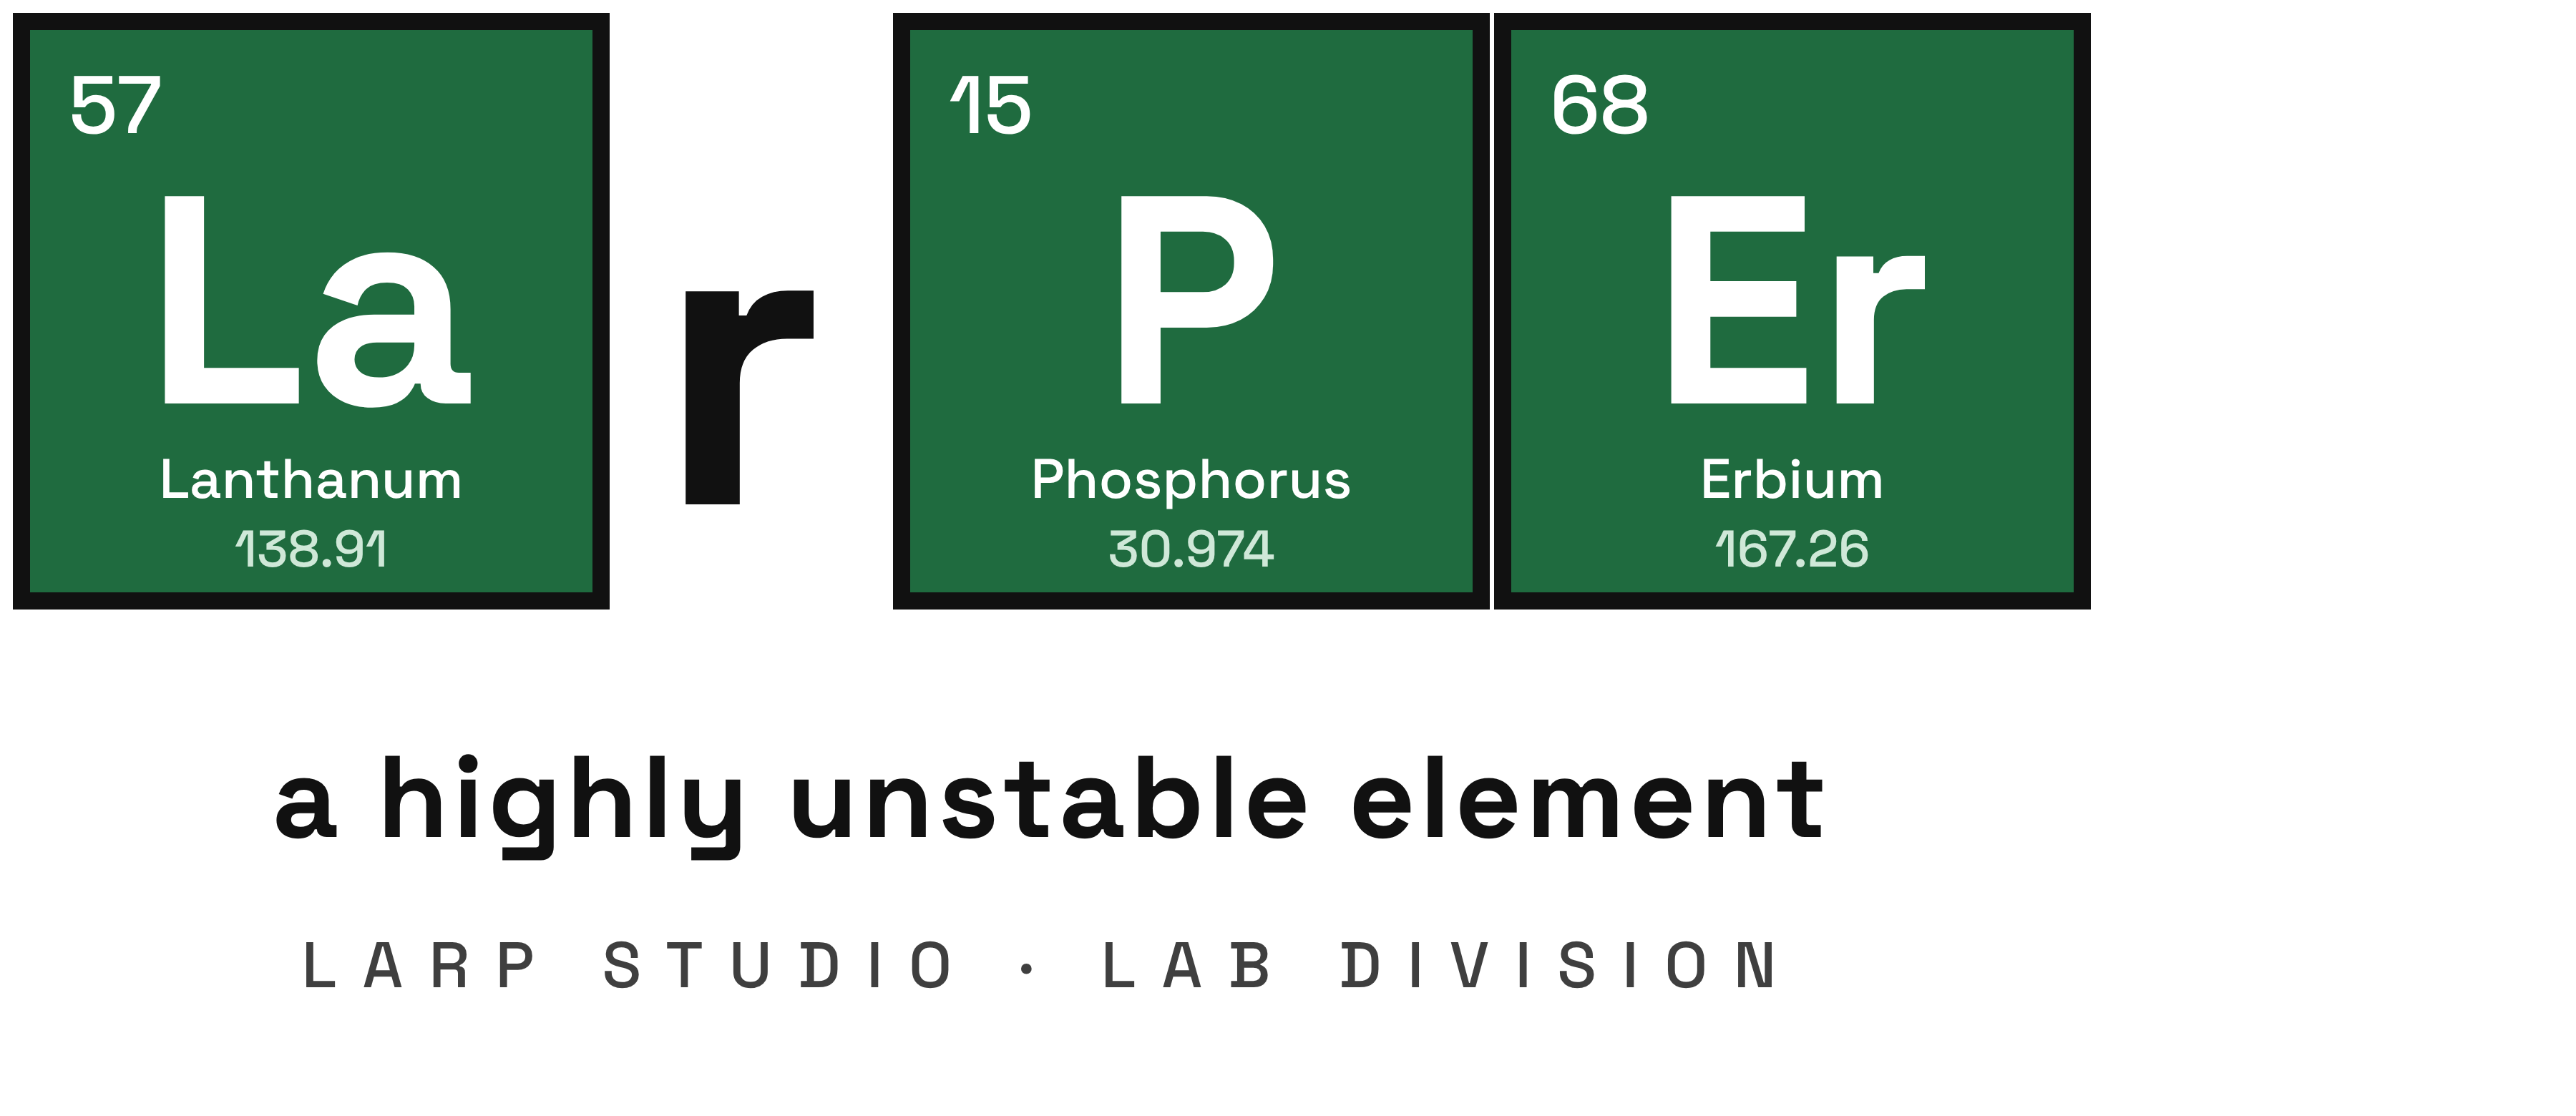 57 15 68
La r P Er
Lanthanum Phosphorus Erbium
138.91 30.974 167.26
a highly unstable element
LARP STUDIO · LAB DIVISION